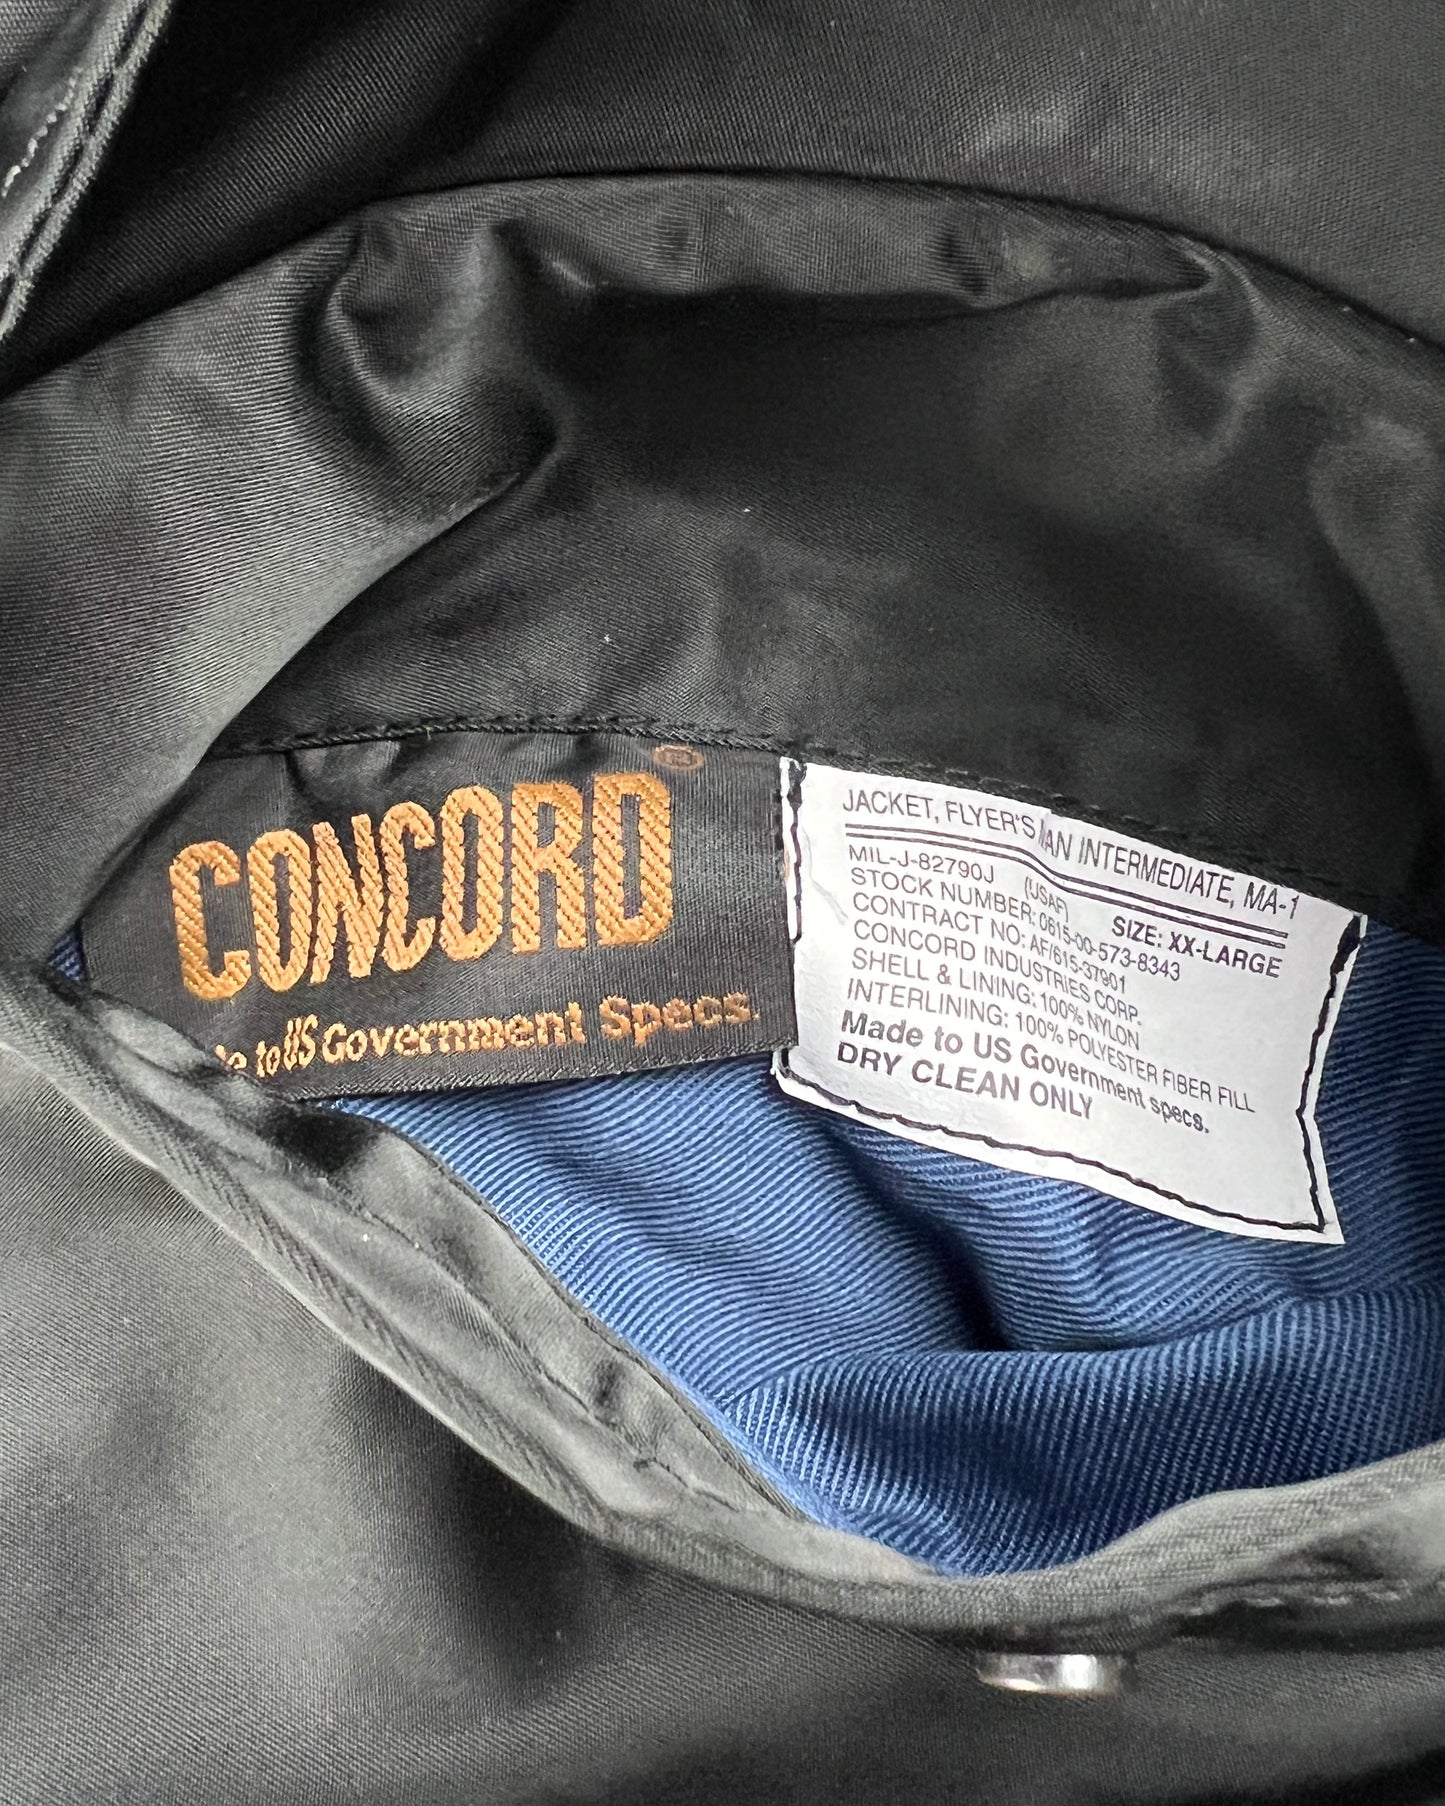 CONCORD®
to US Government Specs.
JACKET, FLYER'S MAN INTERMEDIATE, MA-1
MIL-J-82790J (USAF) SIZE: XX-LARGE
STOCK NUMBER: 0615-00-573-8343
CONTRACT NO: AF/615-37901
CONCORD INDUSTRIES CORP.
SHELL & LINING: 100% NYLON
INTERLINING: 100% POLYESTER FIBER FILL
Made to US Government specs.
DRY CLEAN ONLY